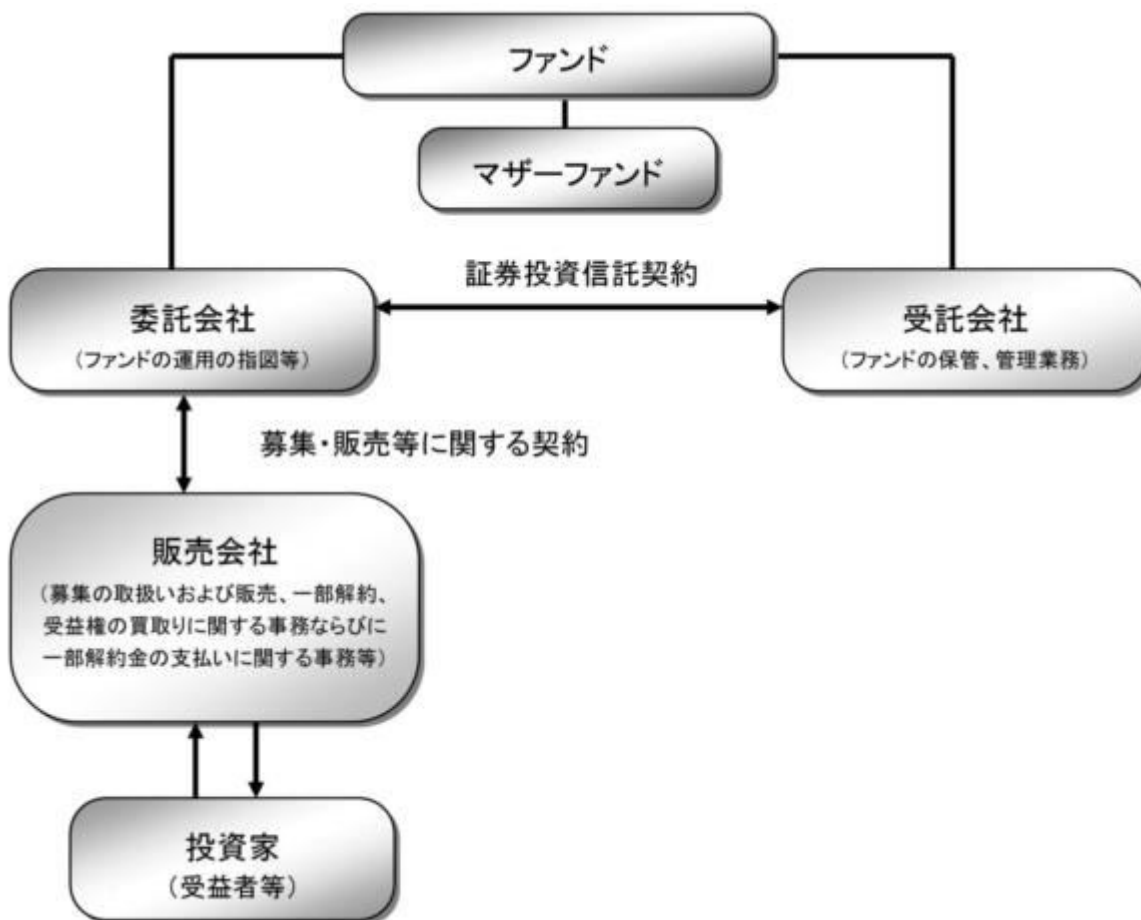 ファンド
マザーファンド
証券投資信託契約
委託会社
(ファンドの運用の指図等)
受託会社
(ファンドの保管、管理業務)
募集・販売等に関する契約
販売会社
(募集の取扱いおよび販売、一部解約、
受益権の買取りに関する事務ならびに
一部解約金の支払いに関する事務等)
投資家
(受益者等)